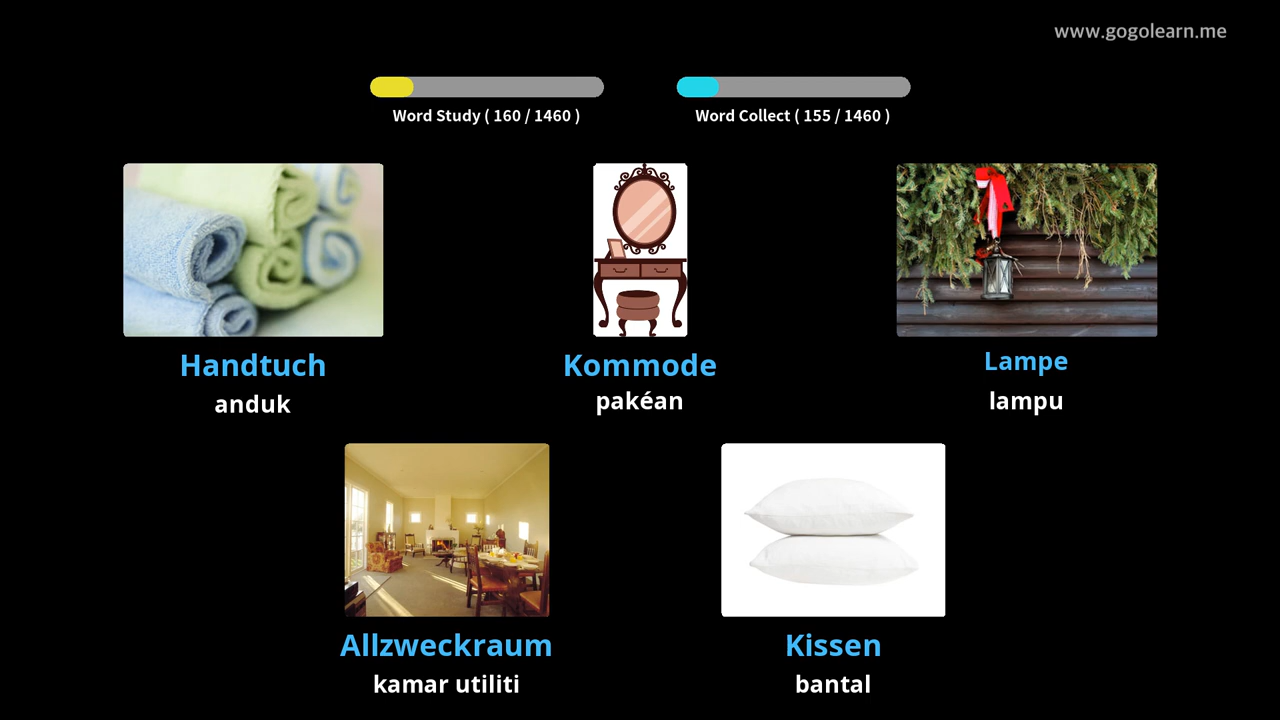 www.gogolearn.me
Word Study ( 160 / 1460 )
Word Collect ( 155 / 1460 )
Handtuch
anduk
Kommode
pakéan
Lampe
lampu
Allzweckraum
kamar utiliti
Kissen
bantal